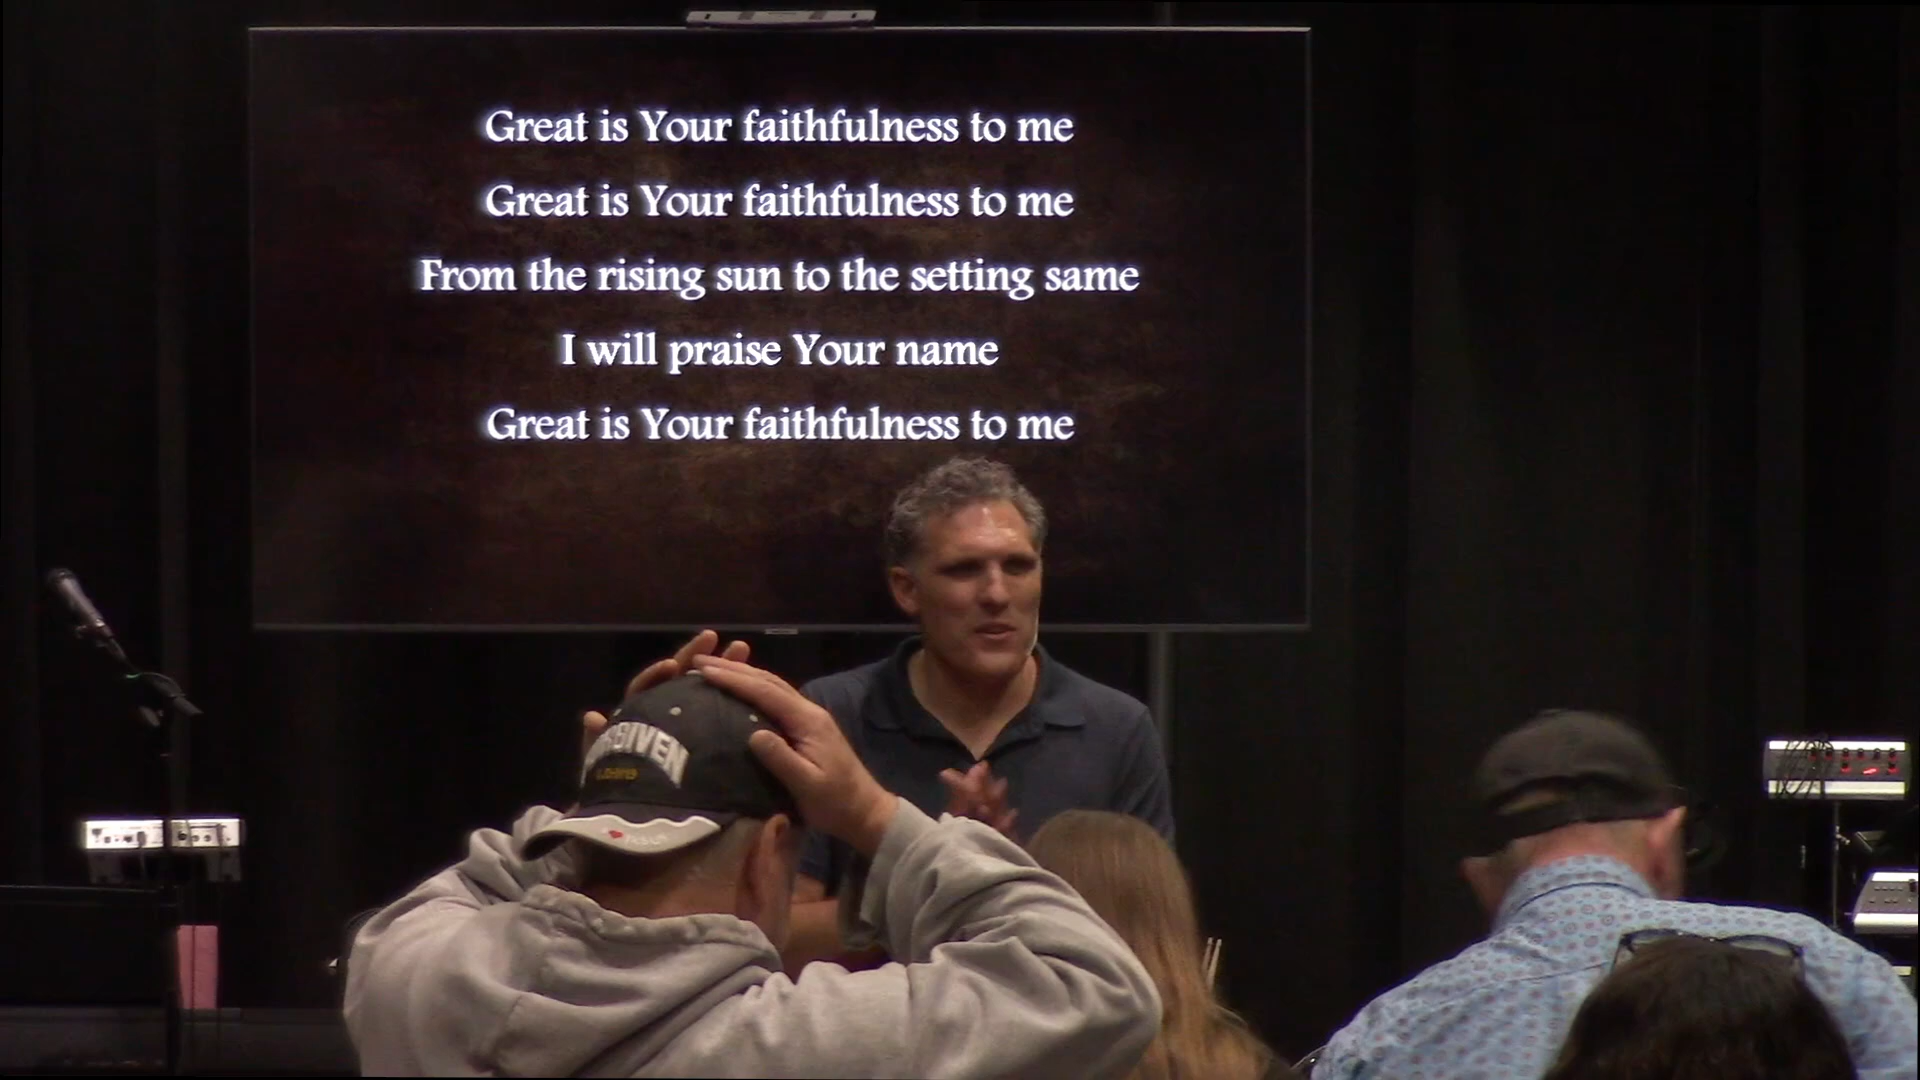 Great is Your faithfulness to me
Great is Your faithfulness to me
From the rising sun to the setting same
I will praise Your name
Great is Your faithfulness to me